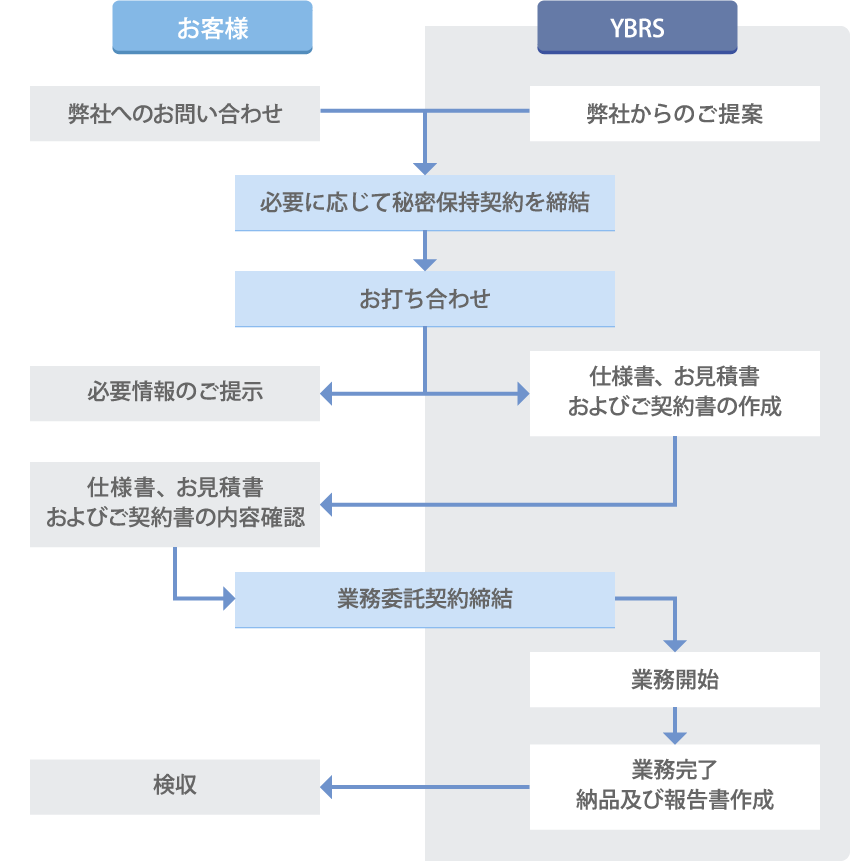 お客様
YBRS
弊社へのお問い合わせ
弊社からのご提案
必要に応じて秘密保持契約を締結
お打ち合わせ
必要情報のご提示
仕様書、お見積書
およびご契約書の作成
仕様書、お見積書
およびご契約書の内容確認
業務委託契約締結
業務開始
業務完了
納品及び報告書作成
検収